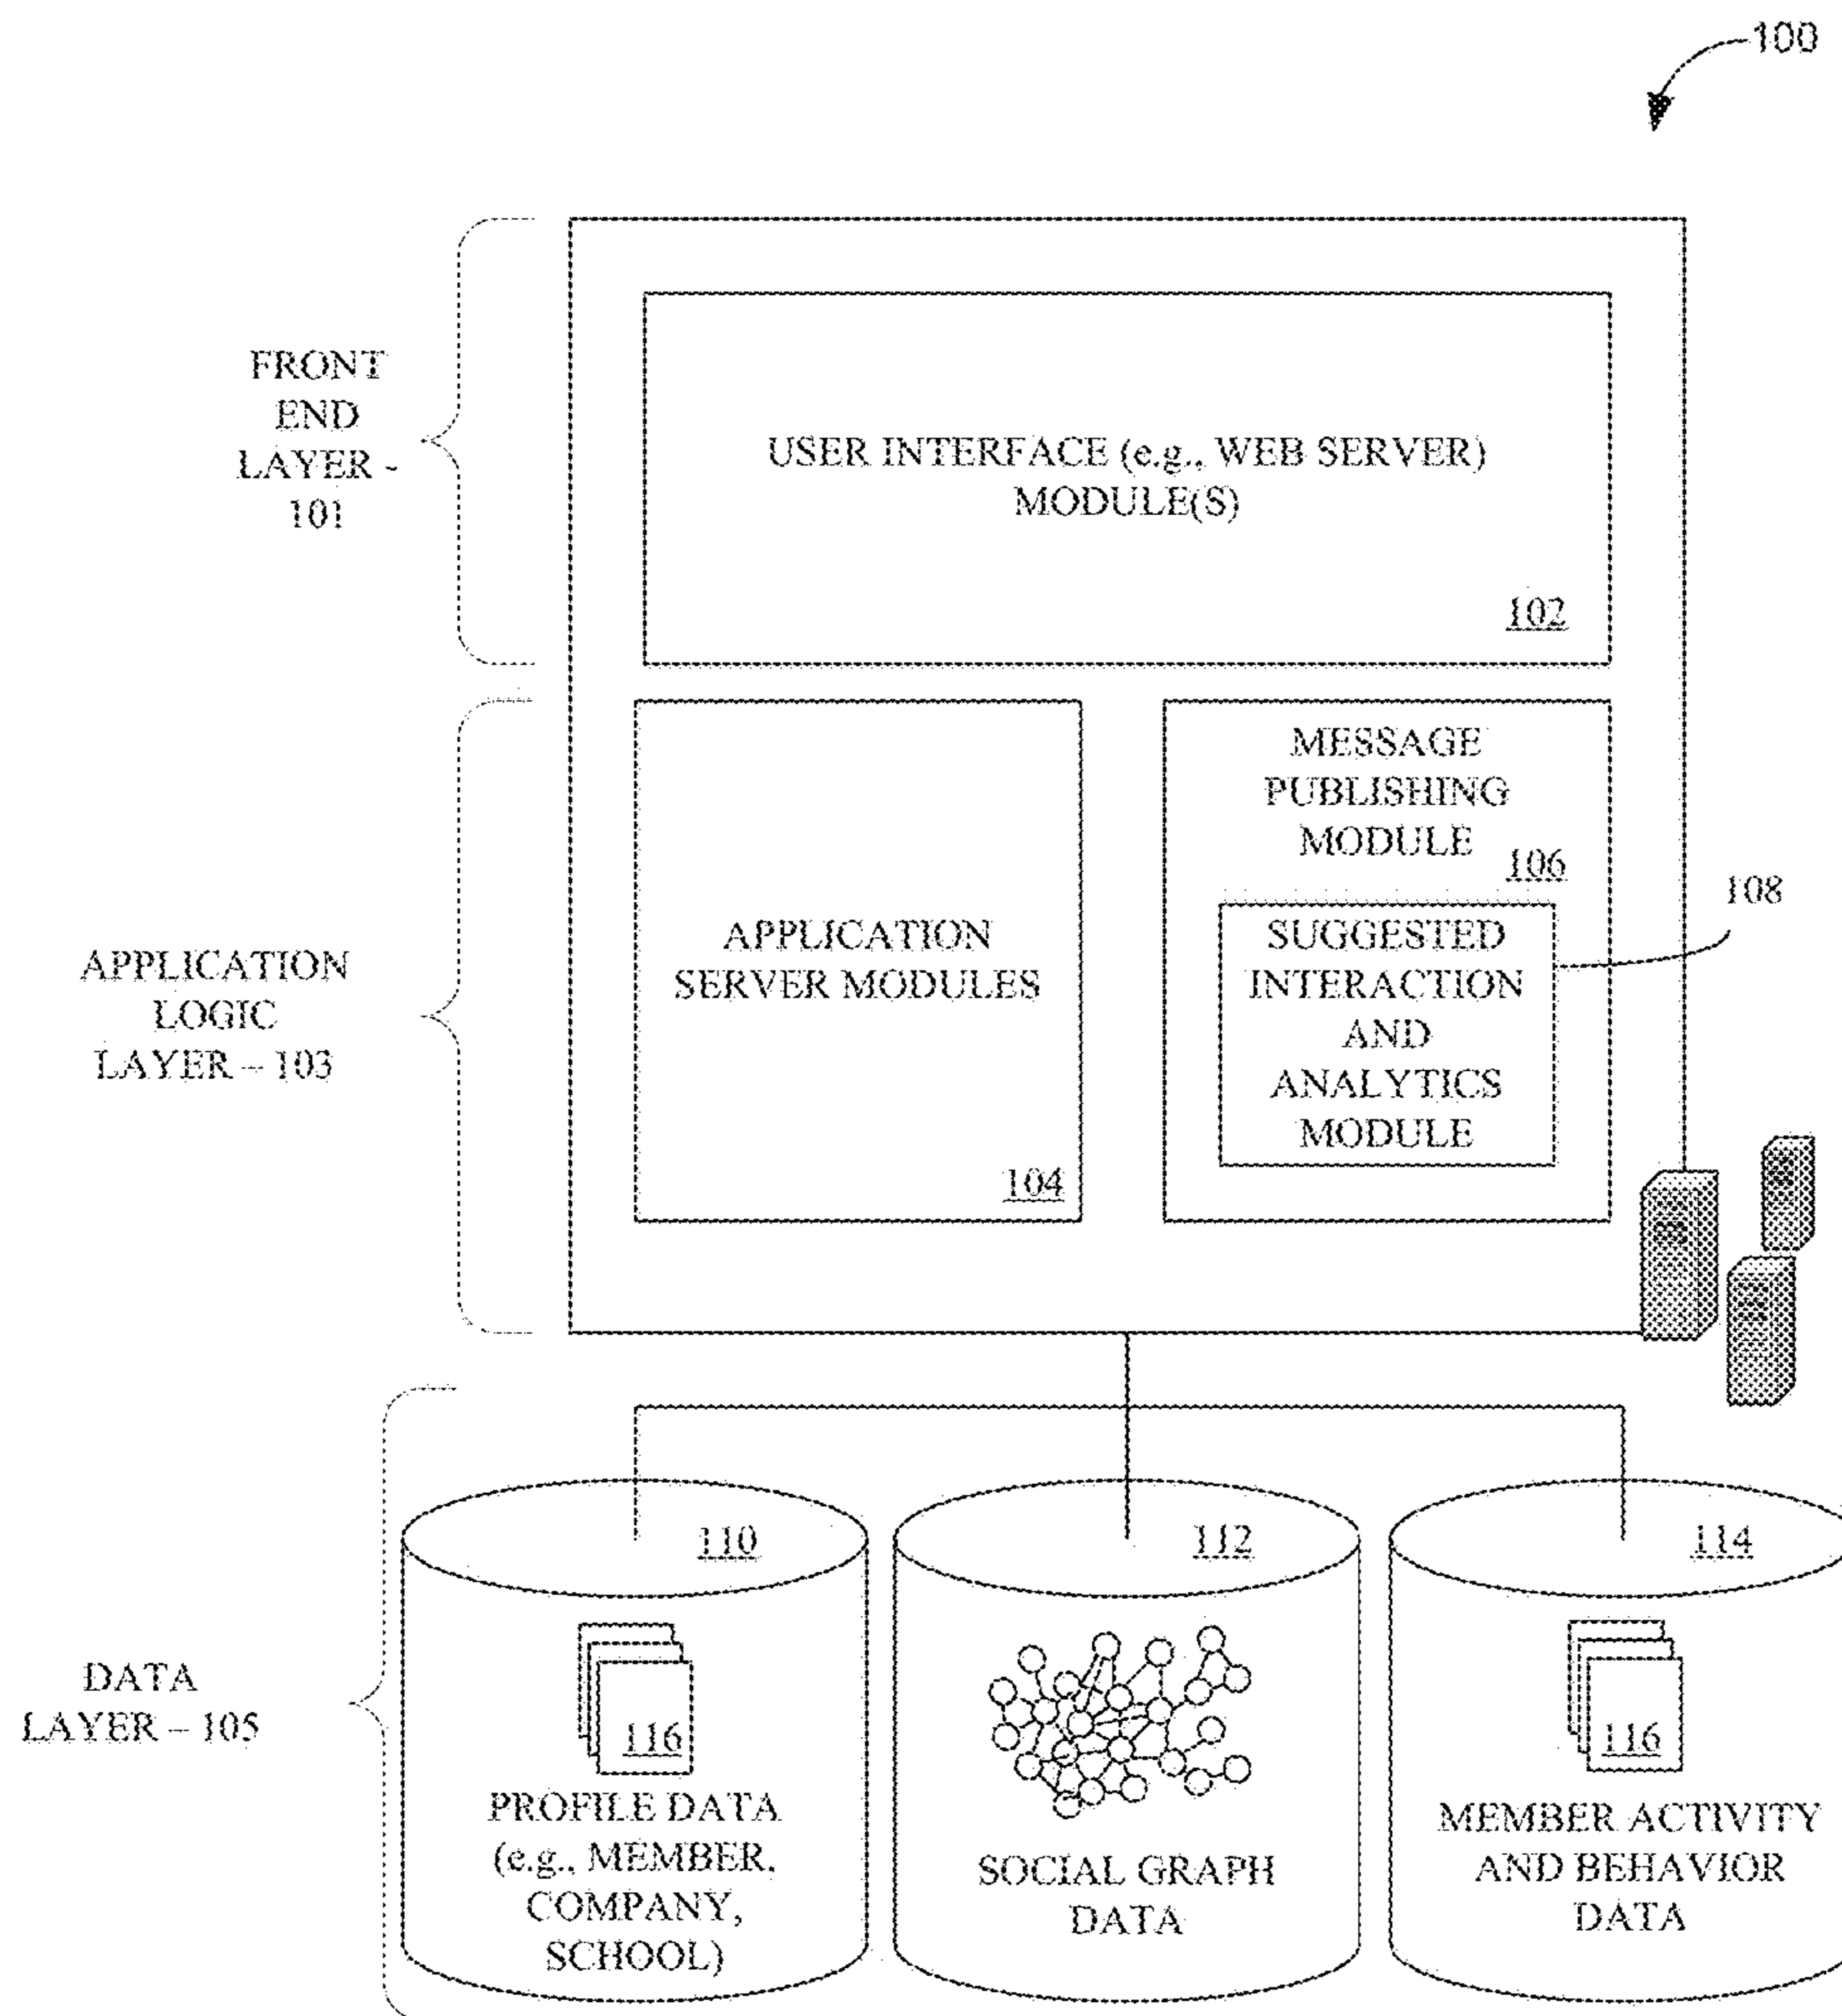 100
FRONT
END
LAYER -
101
USER INTERFACE (e.g., WEB SERVER)
MODULE(S)
102
APPLICATION
LOGIC
LAYER – 103
APPLICATION
SERVER MODULES
104
MESSAGE
PUBLISHING
MODULE
106
SUGGESTED
INTERACTION
AND
ANALYTICS
MODULE
108
DATA
LAYER – 105
110
116
PROFILE DATA
(e.g., MEMBER,
COMPANY,
SCHOOL)
112
SOCIAL GRAPH
DATA
114
116
MEMBER ACTIVITY
AND BEHAVIOR
DATA